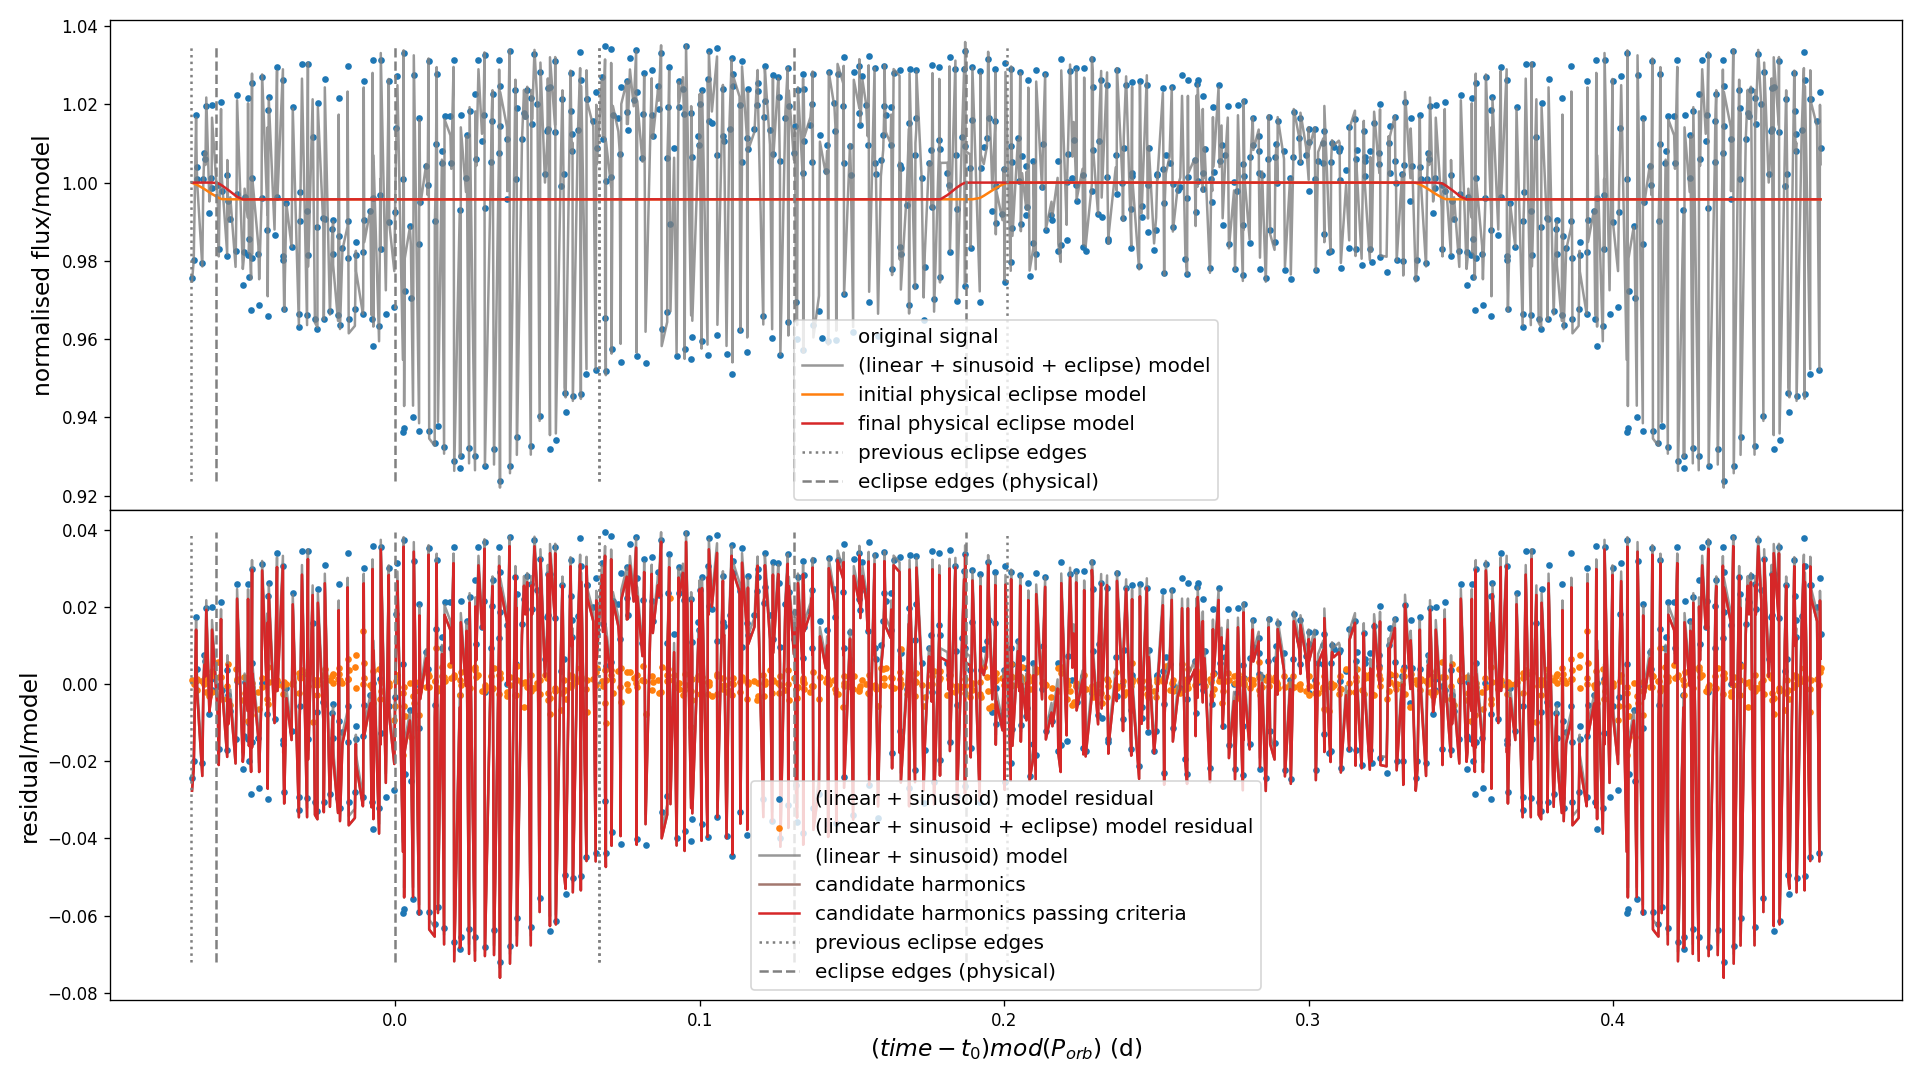 normalised flux/model
1.04
1.02
1.00
0.98
0.96
0.94
0.92
original signal
(linear + sinusoid + eclipse) model
initial physical eclipse model
final physical eclipse model
previous eclipse edges
eclipse edges (physical)
residual/model
0.04
0.02
0.00
−0.02
−0.04
−0.06
−0.08
(linear + sinusoid) model residual
(linear + sinusoid + eclipse) model residual
(linear + sinusoid) model
candidate harmonics
candidate harmonics passing criteria
previous eclipse edges
eclipse edges (physical)
0.0 0.1 0.2 0.3 0.4
(time − t₀)mod(P_orb) (d)